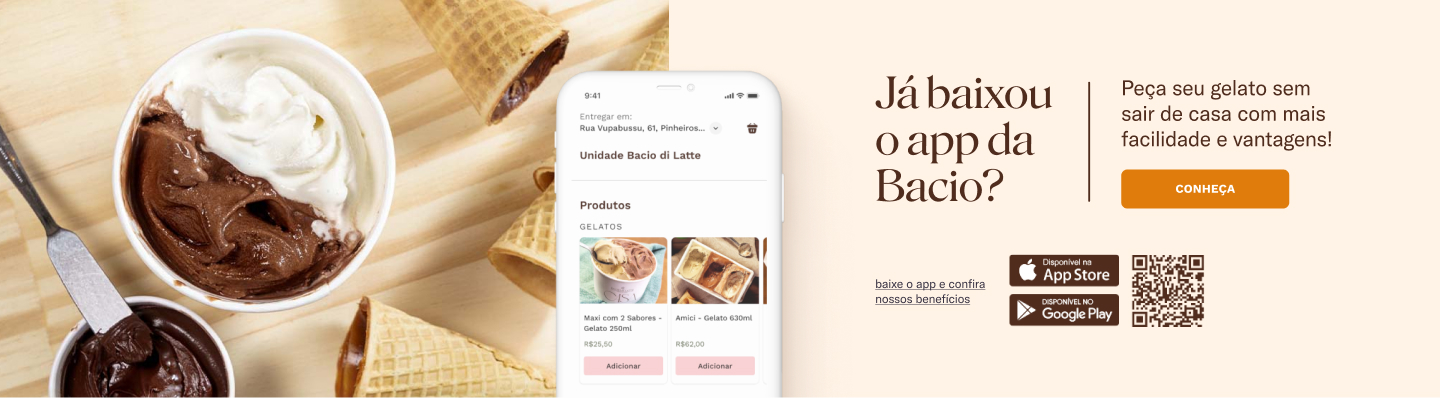 9:41
Entregar em:
Rua Vupabussu, 61, Pinheiros...
Unidade Bacio di Latte
Produtos
GELATOS
Maxi com 2 Sabores -
Gelato 250ml
R$25,50
Adicionar
Amici - Gelato 630ml
R$62,00
Adicionar
Já baixou
o app da
Bacio?
Peça seu gelato sem
sair de casa com mais
facilidade e vantagens!
CONHEÇA
baixe o app e confira
nossos benefícios
Disponível na
App Store
DISPONÍVEL NO
Google Play